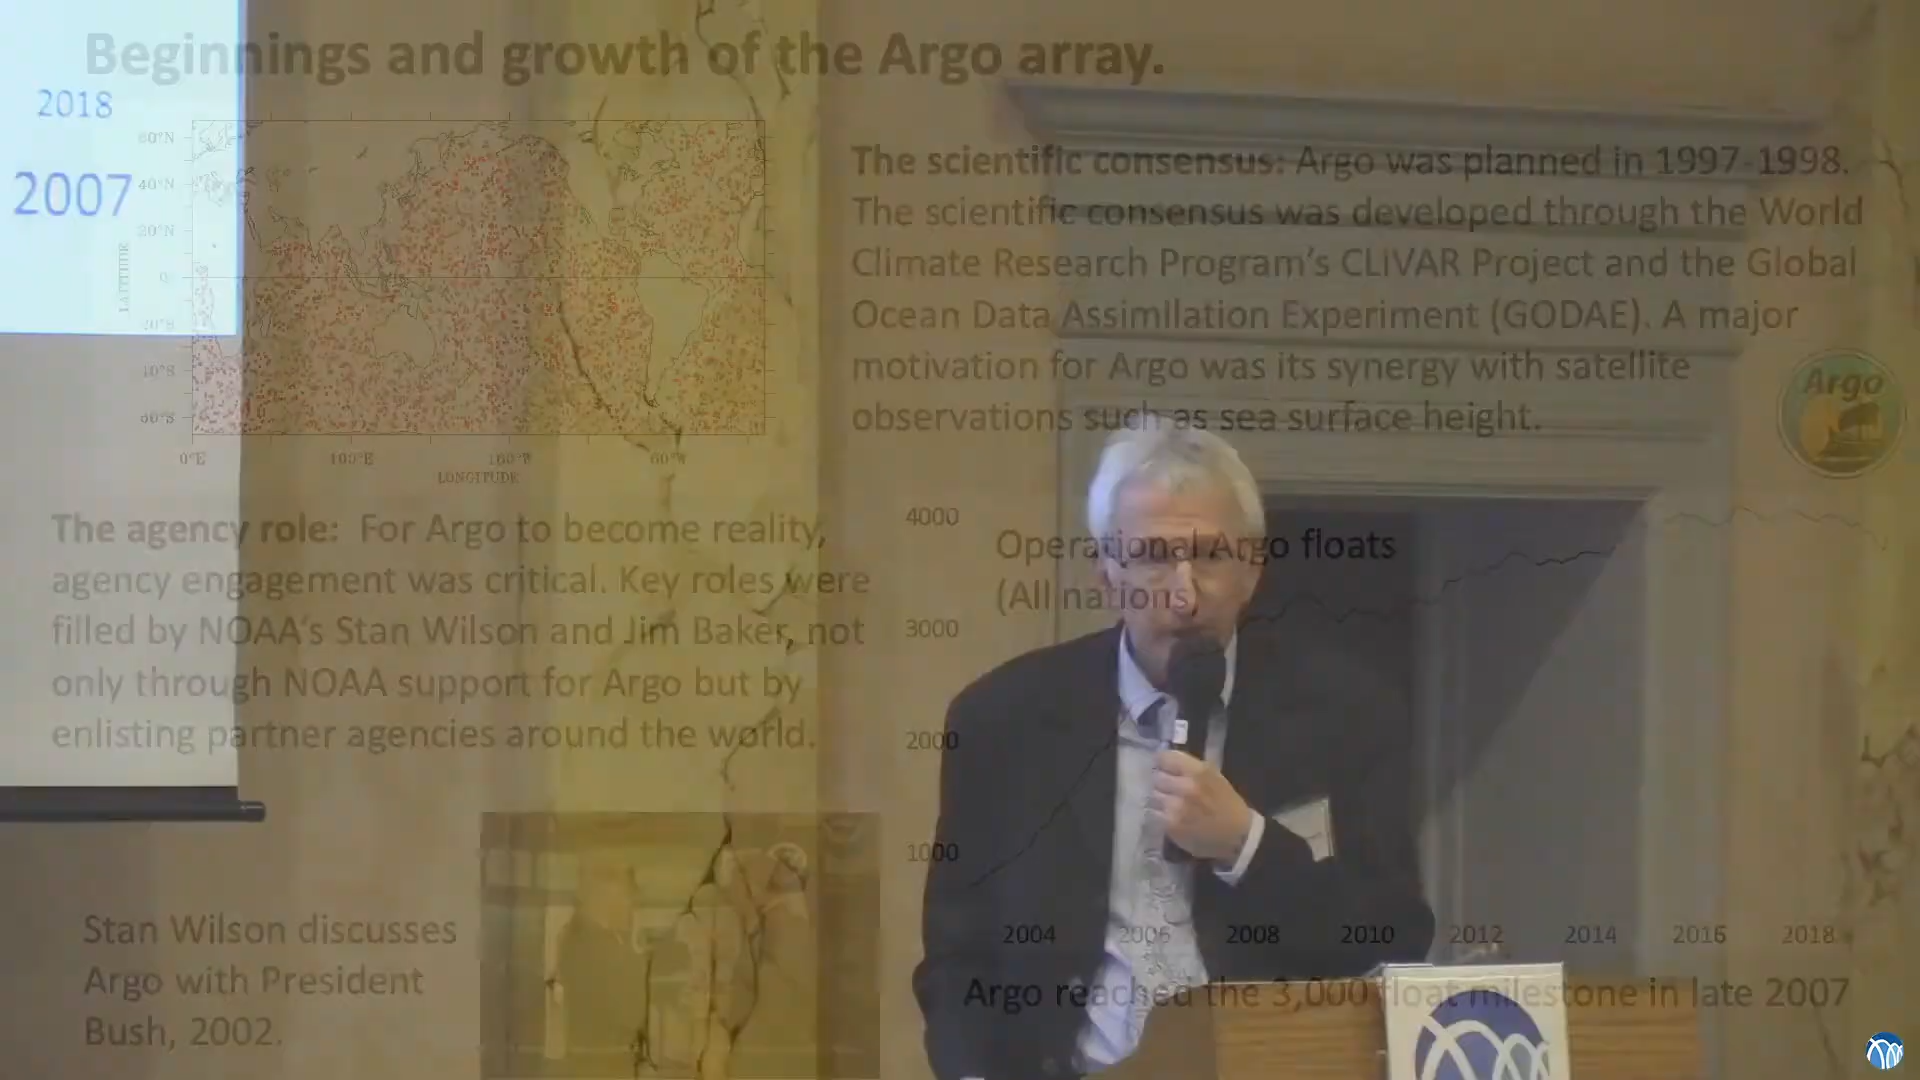 Beginnings and growth of the Argo array.
2018
2007
60°N
40°N
20°N
0°
20°S
40°S
60°S
LATITUDE
0°E
100°E
160°W
60°W
LONGITUDE
The scientific consensus: Argo was planned in 1997-1998.
The scientific consensus was developed through the World
Climate Research Program's CLIVAR Project and the Global
Ocean Data Assimilation Experiment (GODAE). A major
motivation for Argo was its synergy with satellite
observations such as sea surface height.
Argo
The agency role: For Argo to become reality,
agency engagement was critical. Key roles were
filled by NOAA's Stan Wilson and Jim Baker, not
only through NOAA support for Argo but by
enlisting partner agencies around the world.
Operational Argo floats
(All nations)
4000
3000
2000
1000
2004 2006 2008 2010 2012 2014 2016 2018
Argo reached the 3,000 float milestone in late 2007
Stan Wilson discusses
Argo with President
Bush, 2002.